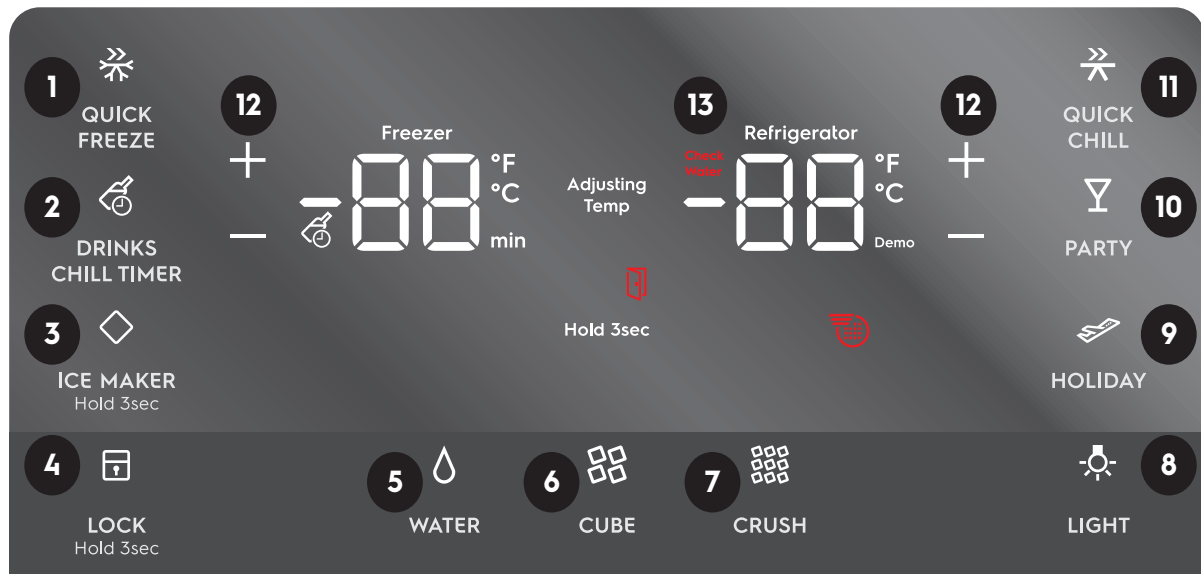 1
QUICK
FREEZE
12
Freezer
+
−
-88
°F
°C
min
Adjusting
Temp
13
Refrigerator
Check
Water
-88
°F
°C
Demo
12
+
−
11
QUICK
CHILL
2
DRINKS
CHILL TIMER
10
PARTY
Hold 3sec
3
ICE MAKER
Hold 3sec
9
HOLIDAY
4
LOCK
Hold 3sec
5
WATER
6
CUBE
7
CRUSH
8
LIGHT